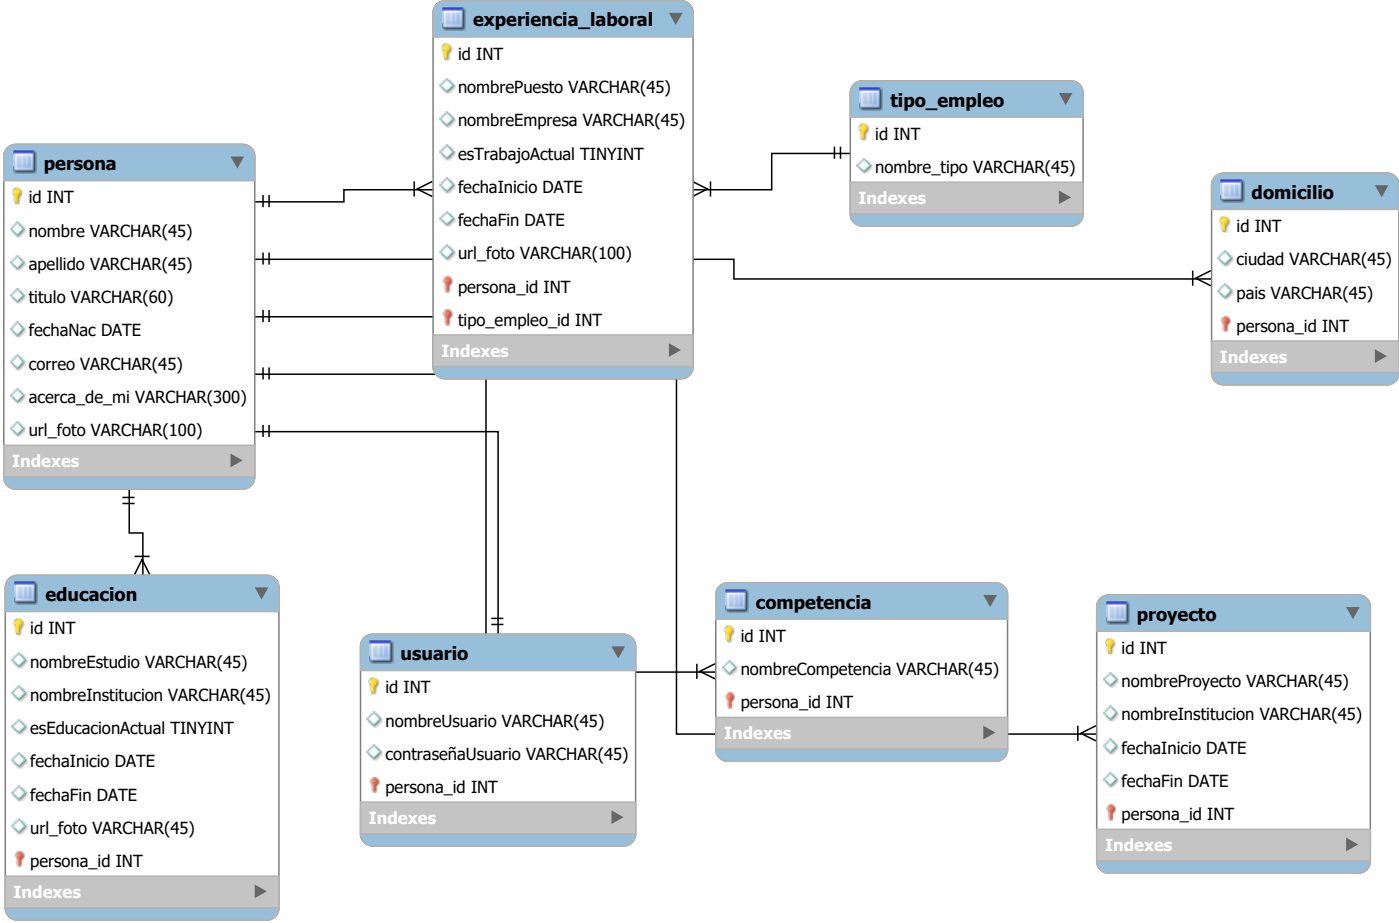 experiencia_laboral
id INT
nombrePuesto VARCHAR(45)
nombreEmpresa VARCHAR(45)
esTrabajoActual TINYINT
fechaInicio DATE
fechaFin DATE
url_foto VARCHAR(100)
persona_id INT
tipo_empleo_id INT
Indexes
tipo_empleo
id INT
nombre_tipo VARCHAR(45)
Indexes
persona
id INT
nombre VARCHAR(45)
apellido VARCHAR(45)
titulo VARCHAR(60)
fechaNac DATE
correo VARCHAR(45)
acerca_de_mi VARCHAR(300)
url_foto VARCHAR(100)
Indexes
domicilio
id INT
ciudad VARCHAR(45)
pais VARCHAR(45)
persona_id INT
Indexes
educacion
id INT
nombreEstudio VARCHAR(45)
nombreInstitucion VARCHAR(45)
esEducacionActual TINYINT
fechaInicio DATE
fechaFin DATE
url_foto VARCHAR(45)
persona_id INT
Indexes
usuario
id INT
nombreUsuario VARCHAR(45)
contraseñaUsuario VARCHAR(45)
persona_id INT
Indexes
competencia
id INT
nombreCompetencia VARCHAR(45)
persona_id INT
Indexes
proyecto
id INT
nombreProyecto VARCHAR(45)
nombreInstitucion VARCHAR(45)
fechaInicio DATE
fechaFin DATE
persona_id INT
Indexes